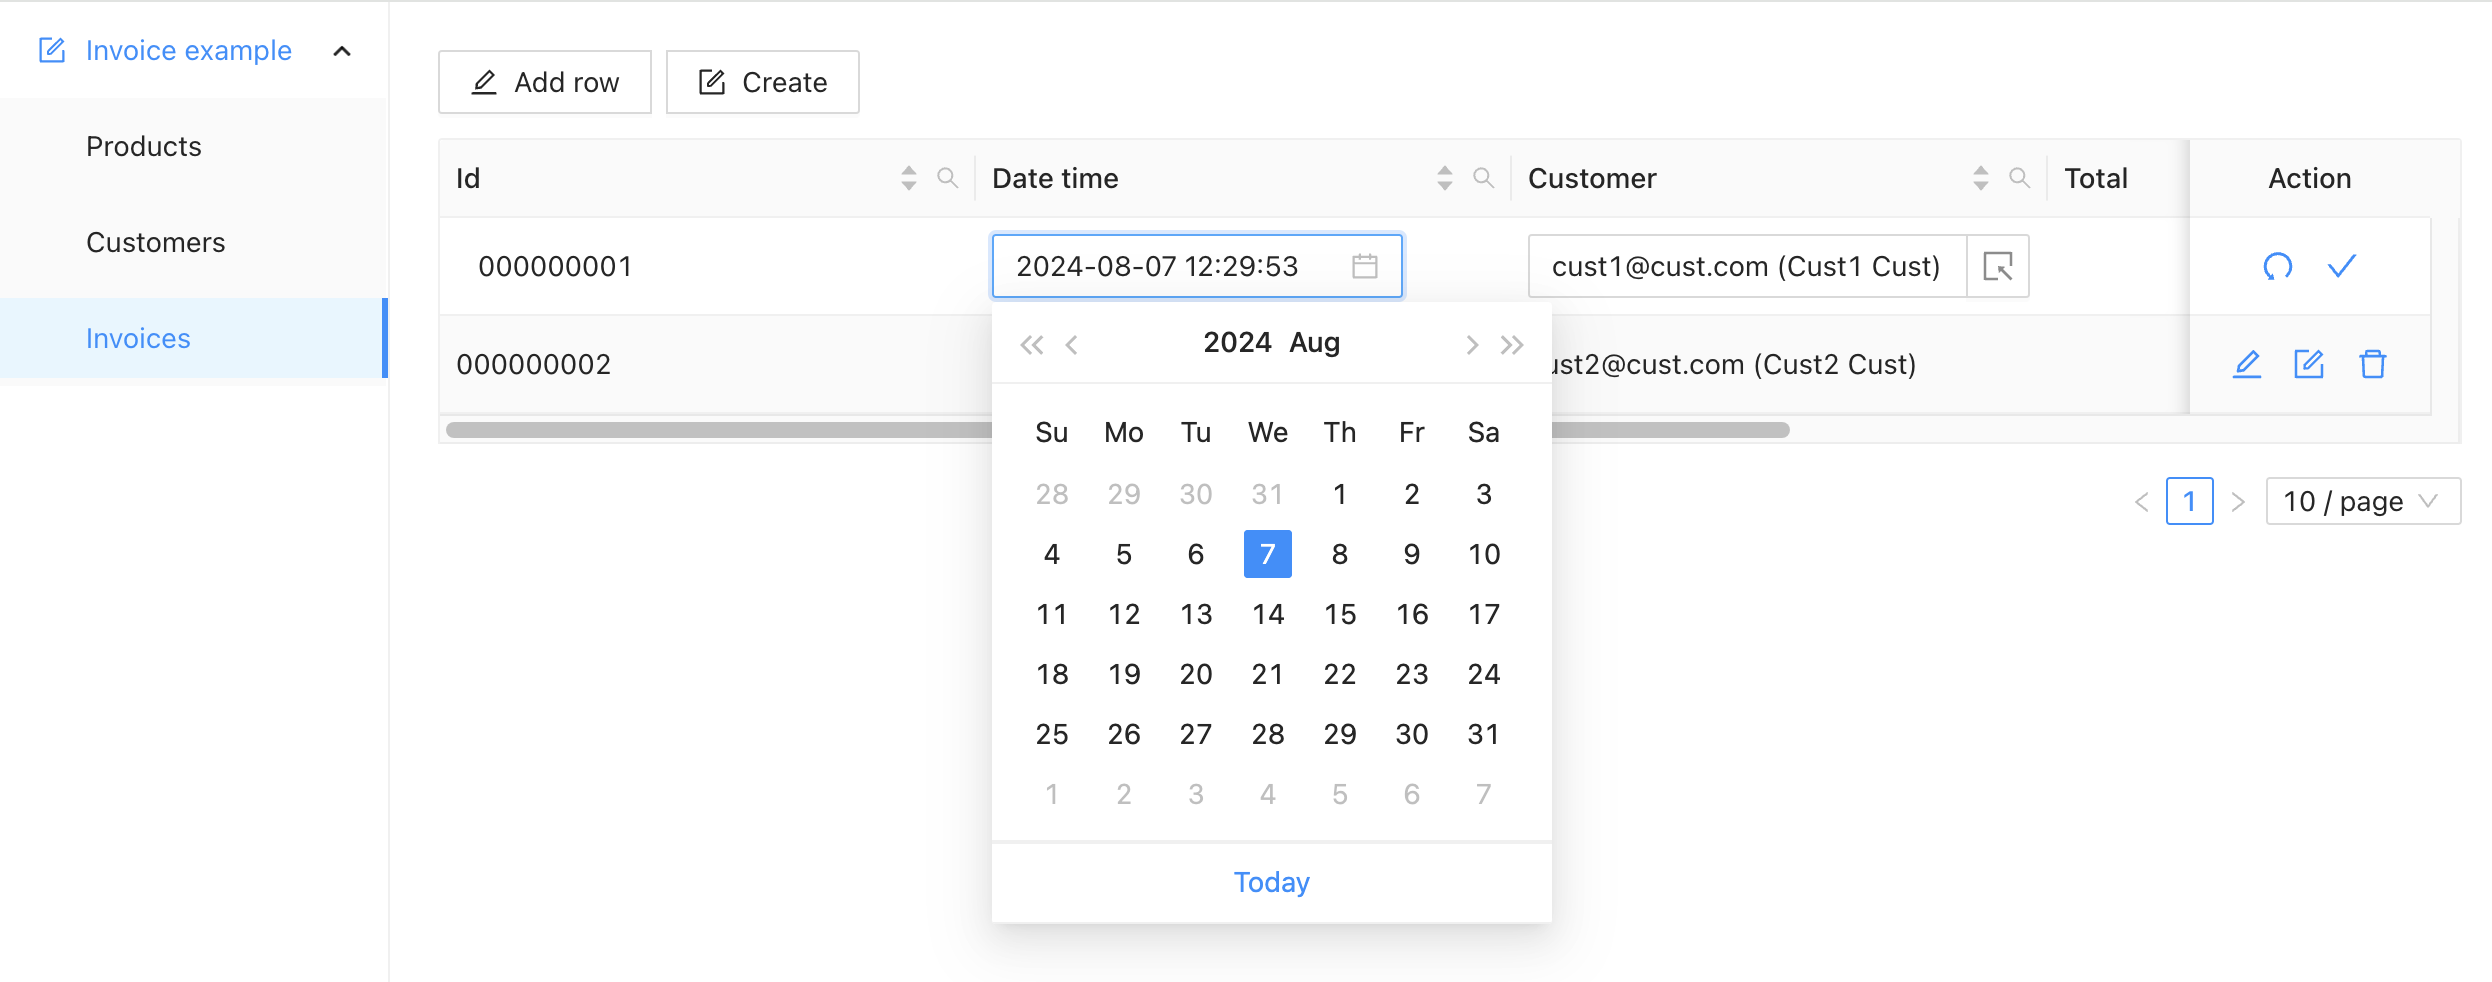 Invoice example
Products
Customers
Invoices
Add row Create
Id Date time Customer Total Action
000000001 2024-08-07 12:29:53 cust1@cust.com (Cust1 Cust)
000000002 ust2@cust.com (Cust2 Cust)
2024 Aug
Su Mo Tu We Th Fr Sa
28 29 30 31 1 2 3
4 5 6 7 8 9 10
11 12 13 14 15 16 17
18 19 20 21 22 23 24
25 26 27 28 29 30 31
1 2 3 4 5 6 7
Today
1 10 / page